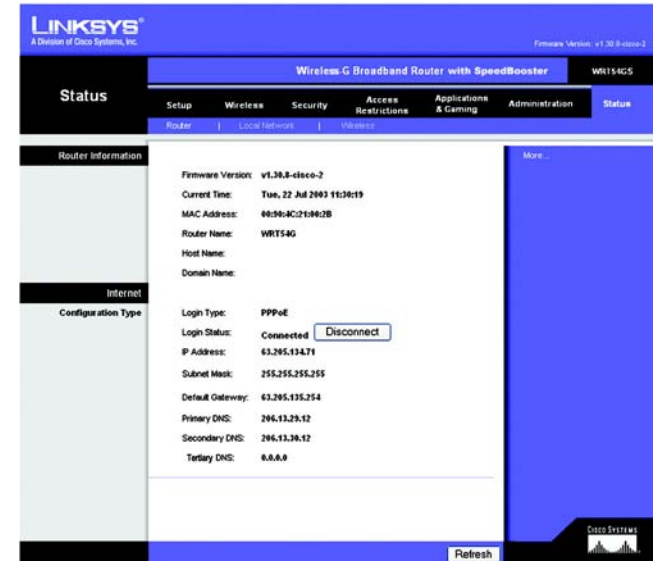 LINKSYS®
A Division of Cisco Systems, Inc.
Firmware Version: v1.30.8-cisco-2
Wireless-G Broadband Router with SpeedBooster
WRT54GS
Status
Setup
Wireless
Security
Access Restrictions
Applications & Gaming
Administration
Status
Router | Local Network | Wireless
Router Information
More...
Firmware Version: v1.30.8-cisco-2
Current Time: Tue, 22 Jul 2003 11:30:19
MAC Address: 00:90:4C:21:00:2B
Router Name: WRT54G
Host Name:
Domain Name:
Internet
Configuration Type
Login Type: PPPoE
Login Status: Connected Disconnect
IP Address: 63.205.134.71
Subnet Mask: 255.255.255.255
Default Gateway: 63.205.135.254
Primary DNS: 206.13.29.12
Secondary DNS: 206.13.30.12
Tertiary DNS: 0.0.0.0
Refresh
CISCO SYSTEMS